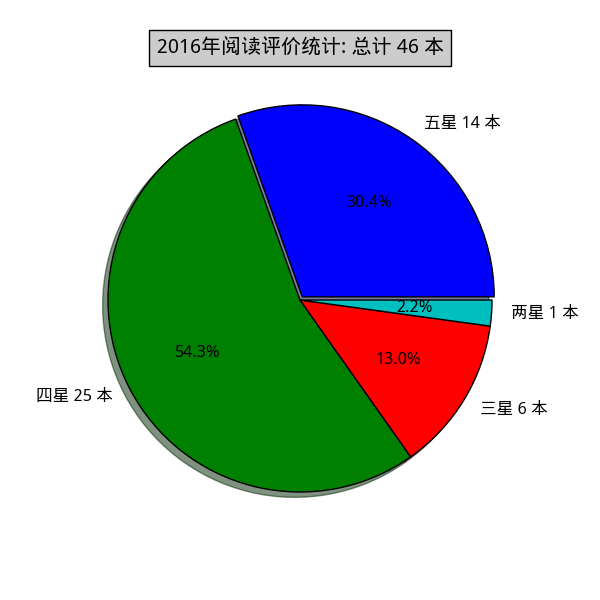 2016年阅读评价统计: 总计 46 本
五星 14 本
30.4%
两星 1 本
2.2%
54.3%
13.0%
四星 25 本
三星 6 本